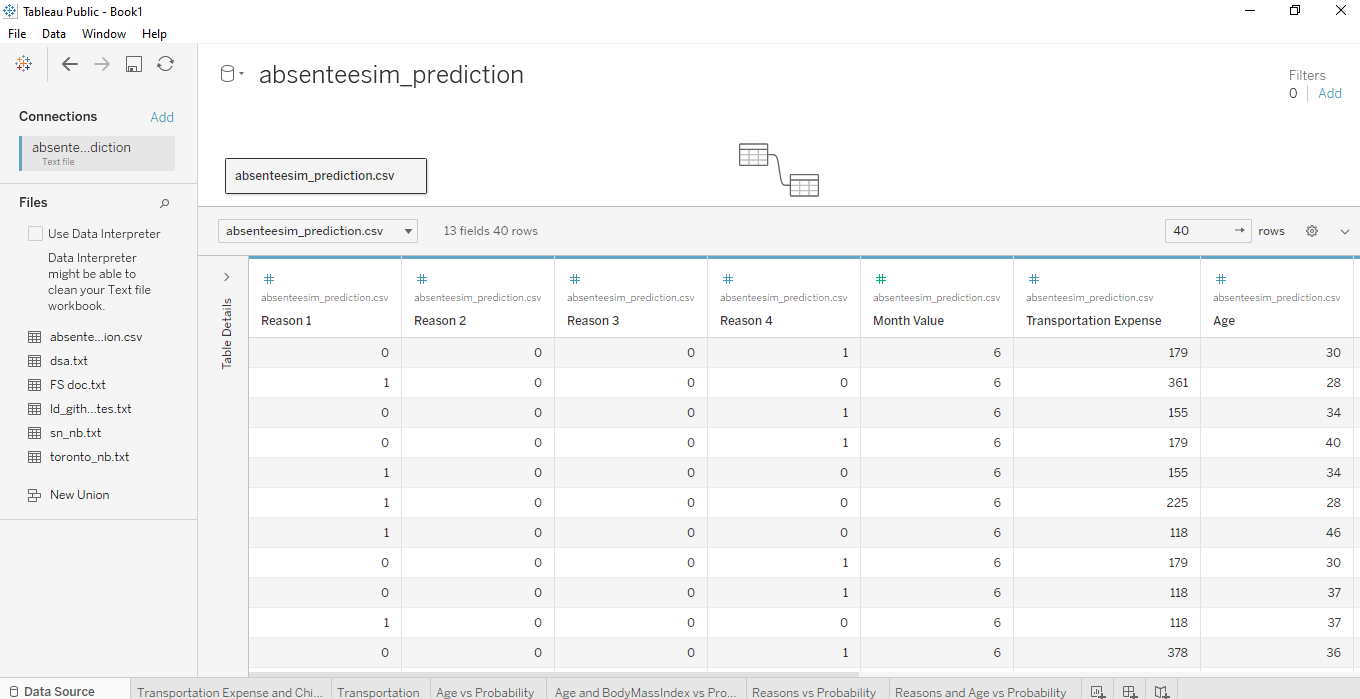 Tableau Public - Book1
File Data Window Help
absenteesim_prediction
Filters
0 Add
Connections Add
absente...diction
Text file
absenteesim_prediction.csv
Files
Use Data Interpreter
Data Interpreter
might be able to
clean your Text file
workbook.
absente...ion.csv
dsa.txt
FS doc.txt
ld_gith...tes.txt
sn_nb.txt
toronto_nb.txt
New Union
absenteesim_prediction.csv 13 fields 40 rows 40 rows
Table Details
absenteesim_prediction.csv absenteesim_prediction.csv absenteesim_prediction.csv absenteesim_prediction.csv absenteesim_prediction.csv absenteesim_prediction.csv absenteesim_prediction.csv
Reason 1 Reason 2 Reason 3 Reason 4 Month Value Transportation Expense Age
0 0 0 1 6 179 30
1 0 0 0 6 361 28
0 0 0 1 6 155 34
0 0 0 1 6 179 40
1 0 0 0 6 155 34
1 0 0 0 6 225 28
1 0 0 0 6 118 46
0 0 0 1 6 179 30
0 0 0 1 6 118 37
1 0 0 0 6 118 37
0 0 0 1 6 378 36
Data Source Transportation Expense and Chi... Transportation Age vs Probability Age and BodyMassIndex vs Pro... Reasons vs Probability Reasons and Age vs Probability